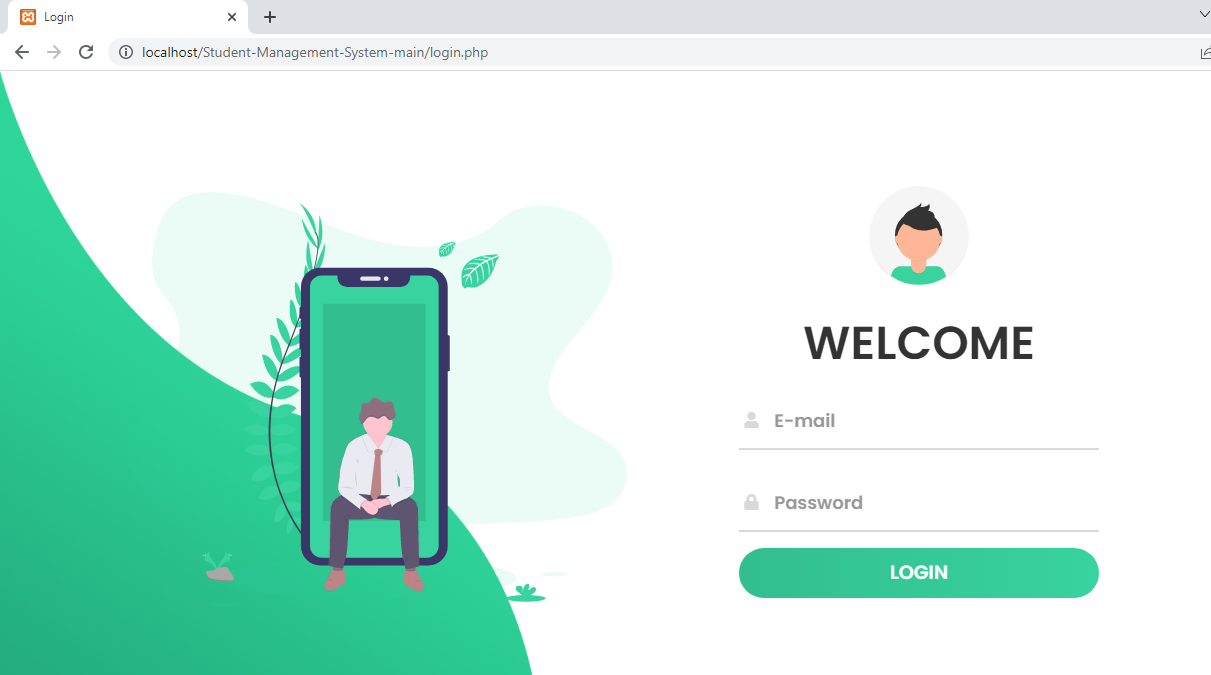 Login
localhost/Student-Management-System-main/login.php
WELCOME
E-mail
Password
LOGIN